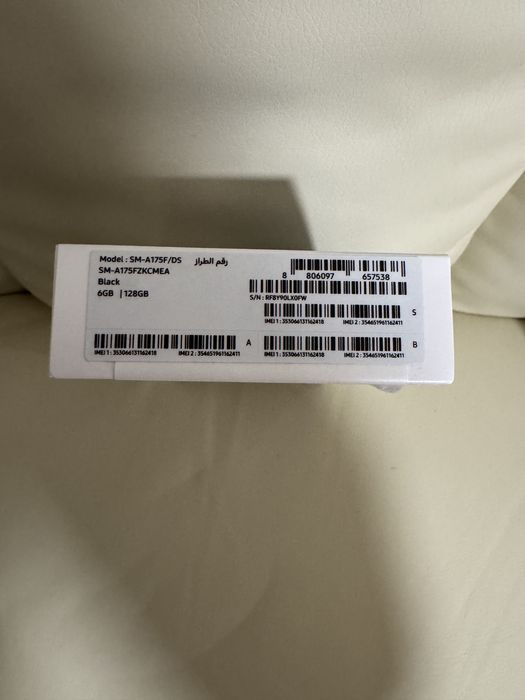 Model : SM-A175F/DS رقم الطراز
SM-A175FZKCMEA
Black
6GB | 128GB
8 806097 657538
S/N : RF8Y90LX0FW
IMEI 1 : 353066131162418 IMEI 2 : 354651961162411
S
IMEI 1 : 353066131162418 IMEI 2 : 354651961162411
A
IMEI 1 : 353066131162418 IMEI 2 : 354651961162411
B